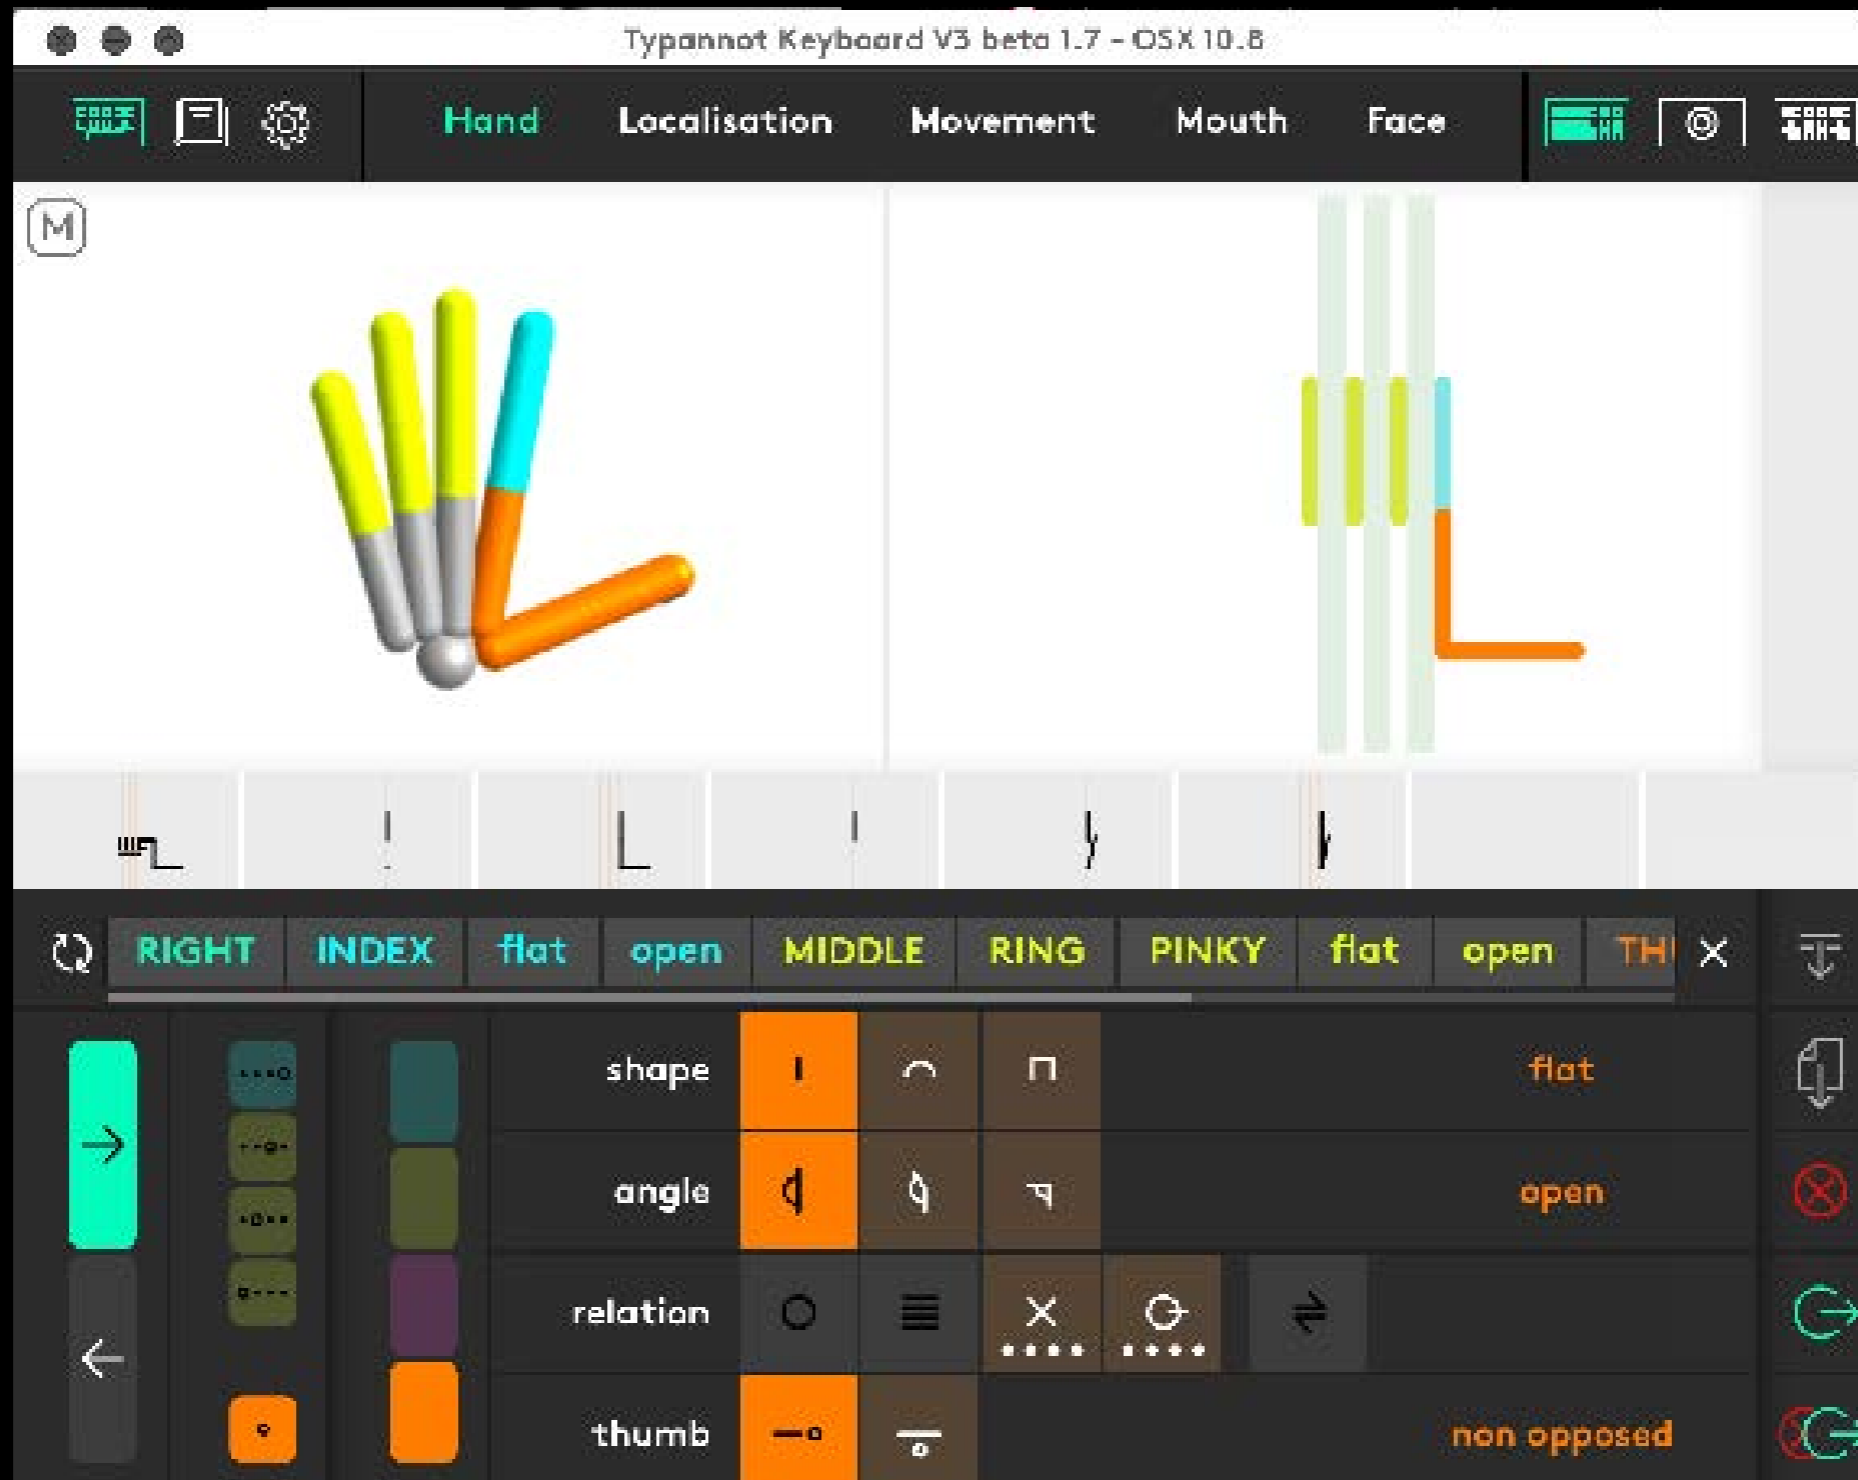 Typannot Keyboard V3 beta 1.7 - OSX 10.8
Hand Localisation Movement Mouth Face
M
RIGHT INDEX flat open MIDDLE RING PINKY flat open
shape flat
angle open
relation
thumb non opposed